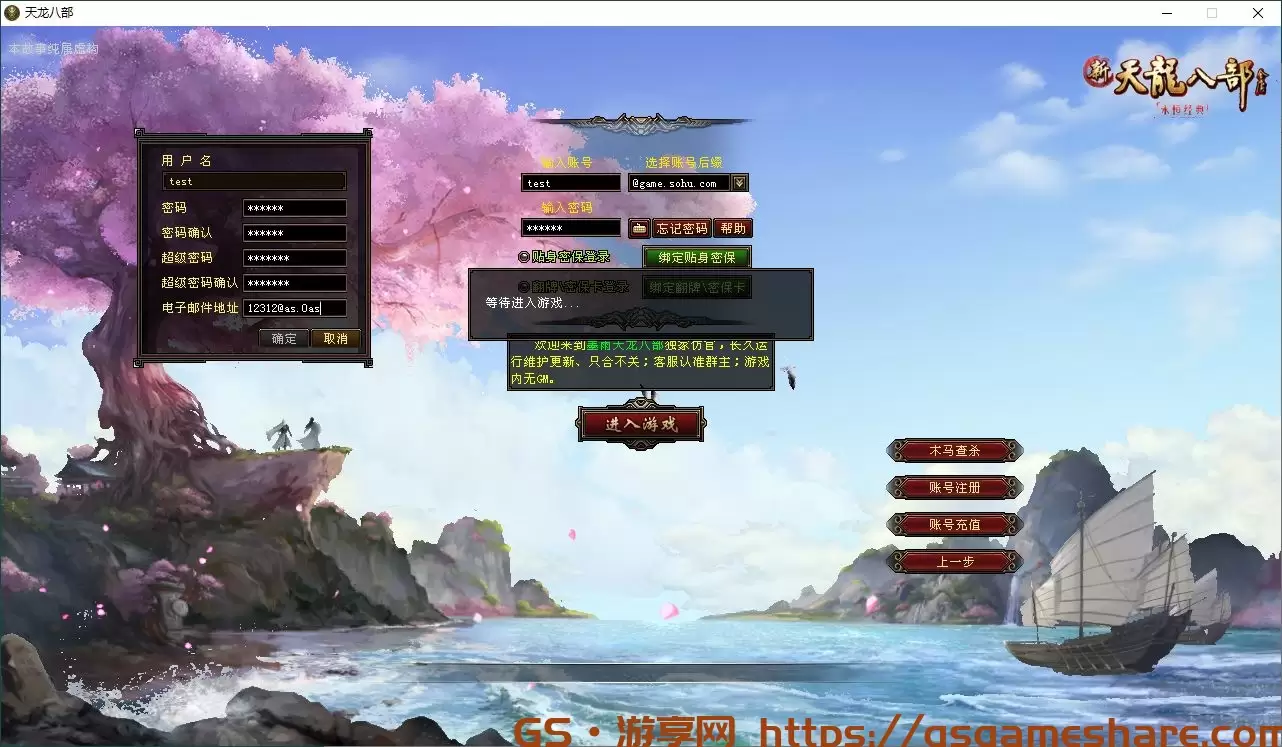 天龙八部
本故事纯属虚构
新天龍八部
永恒经典
用 户 名
test
密码 ******
密码确认 ******
超级密码 *******
超级密码确认 *******
电子邮件地址 12312@as.0as
确定 取消
输入账号 选择账号后缀
test @game.sohu.com
输入密码
****** 忘记密码 帮助
贴身密保登录 绑定贴身密保
翻牌\密保卡登录 绑定翻牌\密保卡
等待进入游戏...
欢迎来到墨雨天龙八部独家仿官，长久运
行维护更新、只合不关；客服认准群主；游戏
内无GM。
进入游戏
木马查杀
账号注册
账号充值
上一步
GS·游享网 https://gsgameshare.com